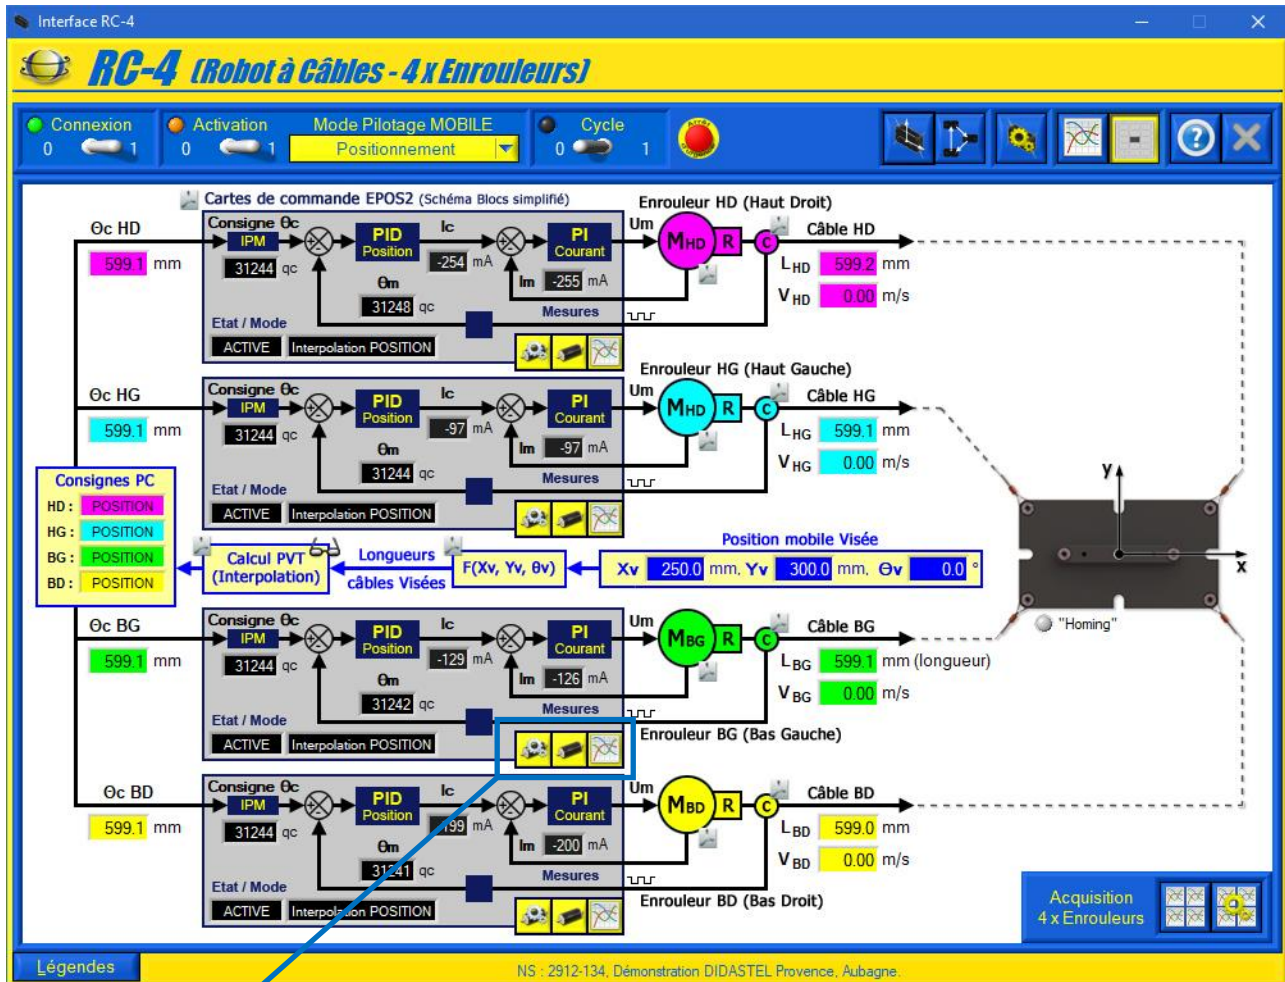 Interface RC-4
RC-4 (Robot à Câbles - 4 x Enrouleurs)
Connexion
0 1
Activation
0 1
Mode Pilotage MOBILE
Positionnement
Cycle
0 1
Cartes de commande EPOS2 (Schéma Blocs simplifié)
Enrouleur HD (Haut Droit)
Θc HD
599.1 mm
Consigne Θc
IPM
31244 qc
PID
Position
Ic
-254 mA
PI
Courant
Um
MHD R C
Câble HD
Θm
31248 qc
Im -255 mA
Mesures
L HD 599.2 mm
V HD 0.00 m/s
Etat / Mode
ACTIVE Interpolation POSITION
Enrouleur HG (Haut Gauche)
Θc HG
599.1 mm
Consigne Θc
IPM
31244 qc
PID
Position
Ic
-97 mA
PI
Courant
Um
MHD R C
Câble HG
Θm
31244 qc
Im -97 mA
Mesures
L HG 599.1 mm
V HG 0.00 m/s
Etat / Mode
ACTIVE Interpolation POSITION
Consignes PC
HD : POSITION
HG : POSITION
BG : POSITION
BD : POSITION
Calcul PVT
(Interpolation)
Longueurs
câbles Visées
F(Xv, Yv, θv)
Position mobile Visée
Xv 250.0 mm, Yv 300.0 mm, Θv 0.0 °
y
x
"Homing"
Θc BG
599.1 mm
Consigne Θc
IPM
31244 qc
PID
Position
Ic
-129 mA
PI
Courant
Um
MBG R C
Câble BG
Θm
31242 qc
Im -126 mA
Mesures
L BG 599.1 mm (longueur)
V BG 0.00 m/s
Etat / Mode
ACTIVE Interpolation POSITION
Enrouleur BG (Bas Gauche)
Θc BD
599.1 mm
Consigne Θc
IPM
31244 qc
PID
Position
Ic
-199 mA
PI
Courant
Um
MBD R C
Câble BD
Θm
31241 qc
Im -200 mA
Mesures
L BD 599.0 mm
V BD 0.00 m/s
Etat / Mode
ACTIVE Interpolation POSITION
Enrouleur BD (Bas Droit)
Acquisition
4 x Enrouleurs
Légendes
NS : 2912-134, Démonstration DIDASTEL Provence, Aubagne.